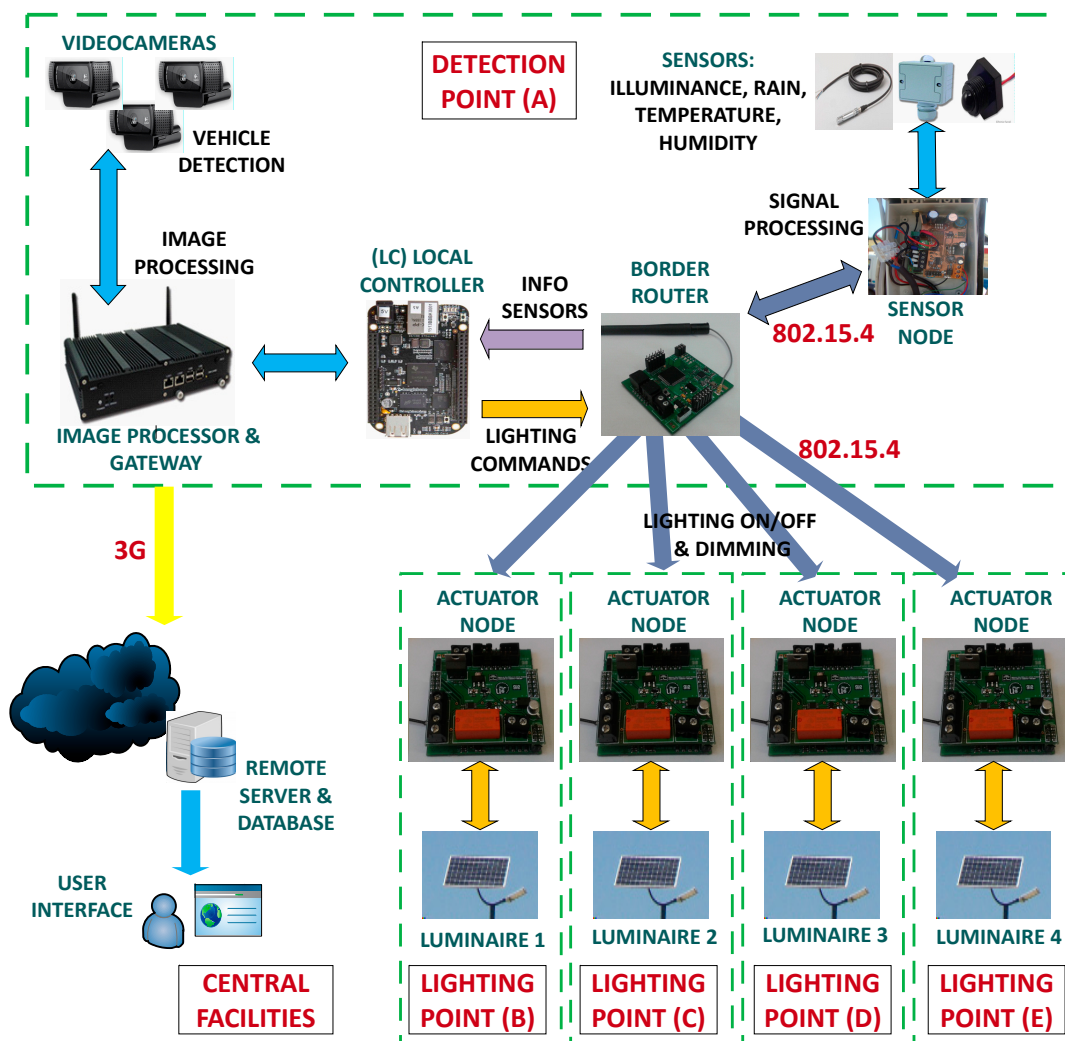 VIDEOCAMERAS
VEHICLE
DETECTION
DETECTION
POINT (A)
SENSORS:
ILLUMINANCE, RAIN,
TEMPERATURE,
HUMIDITY
IMAGE
PROCESSING
(LC) LOCAL
CONTROLLER
INFO
SENSORS
BORDER
ROUTER
SIGNAL
PROCESSING
SENSOR
NODE
802.15.4
IMAGE PROCESSOR &
GATEWAY
LIGHTING
COMMANDS
802.15.4
3G
LIGHTING ON/OFF
& DIMMING
ACTUATOR
NODE
ACTUATOR
NODE
ACTUATOR
NODE
ACTUATOR
NODE
REMOTE
SERVER &
DATABASE
USER
INTERFACE
LUMINAIRE 1
LUMINAIRE 2
LUMINAIRE 3
LUMINAIRE 4
CENTRAL
FACILITIES
LIGHTING
POINT (B)
LIGHTING
POINT (C)
LIGHTING
POINT (D)
LIGHTING
POINT (E)